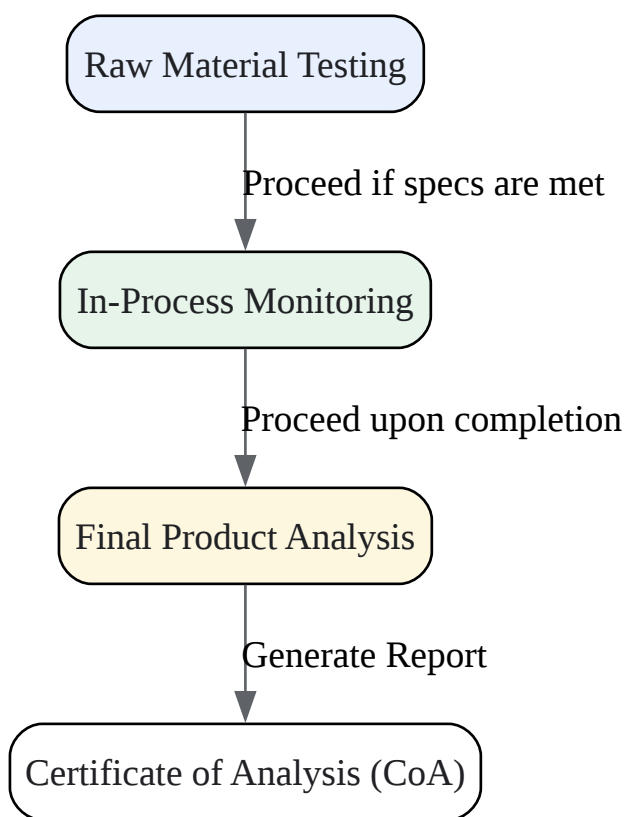 Raw Material Testing
Proceed if specs are met
In-Process Monitoring
Proceed upon completion
Final Product Analysis
Generate Report
Certificate of Analysis (CoA)